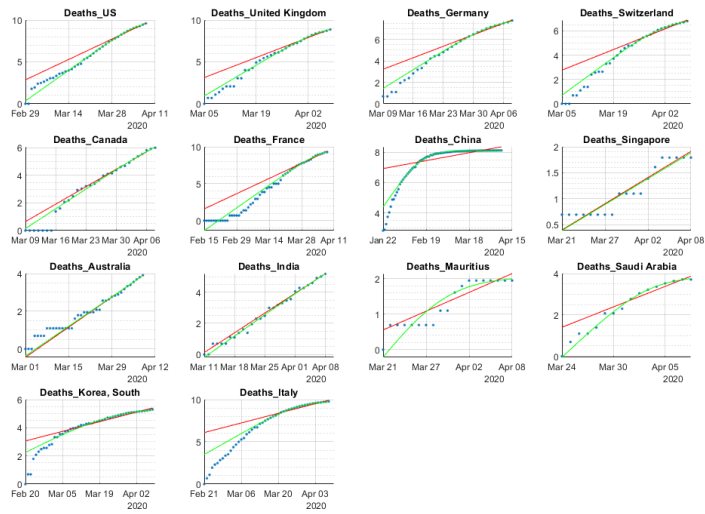 Deaths_US
10
5
0
Feb 29 Mar 14 Mar 28 Apr 11
2020
Deaths_United Kingdom
10
5
0
Mar 05 Mar 19 Apr 02
2020
Deaths_Germany
6
4
2
0
Mar 09 Mar 16 Mar 23 Mar 30 Apr 06
2020
Deaths_Switzerland
6
4
2
0
Mar 05 Mar 19 Apr 02
2020
Deaths_Canada
6
4
2
0
Mar 09 Mar 16 Mar 23 Mar 30 Apr 06
2020
Deaths_France
10
5
0
Feb 15 Feb 29 Mar 14 Mar 28 Apr 11
2020
Deaths_China
8
6
4
Jan 22 Feb 19 Mar 18 Apr 15
2020
Deaths_Singapore
2
1.5
1
0.5
Mar 21 Mar 27 Apr 02 Apr 08
2020
Deaths_Australia
4
2
0
Mar 01 Mar 15 Mar 29 Apr 12
2020
Deaths_India
4
2
0
Mar 11 Mar 18 Mar 25 Apr 01 Apr 08
2020
Deaths_Mauritius
2
1
0
Mar 21 Mar 27 Apr 02 Apr 08
2020
Deaths_Saudi Arabia
4
2
0
Mar 24 Mar 30 Apr 05
2020
Deaths_Korea, South
6
4
2
0
Feb 20 Mar 05 Mar 19 Apr 02
2020
Deaths_Italy
10
5
0
Feb 21 Mar 06 Mar 20 Apr 03
2020